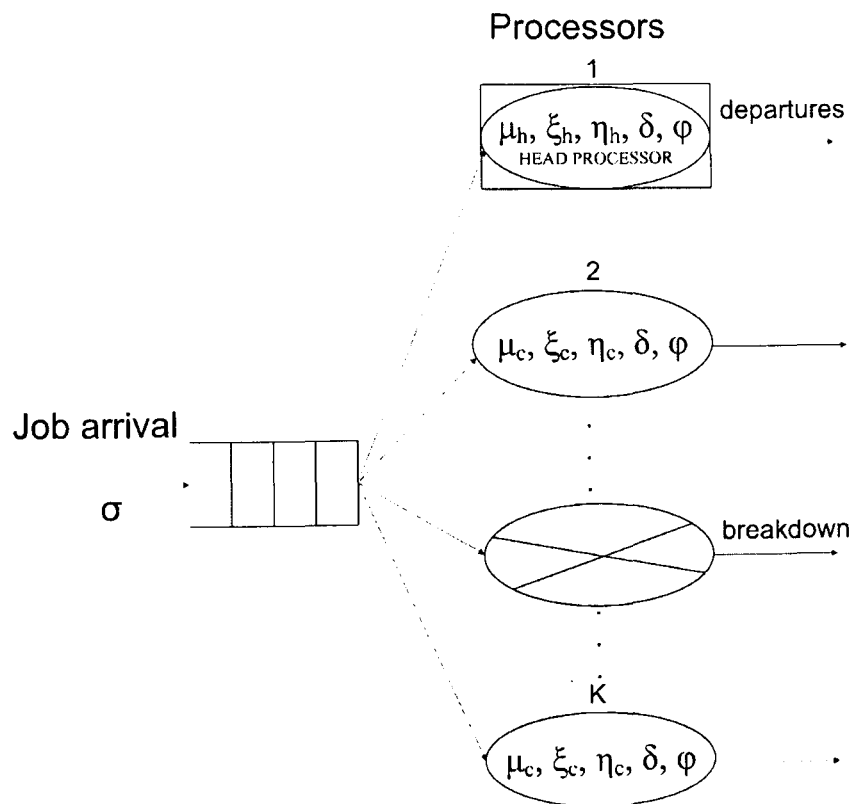 Processors
1
departures
μh, ξh, ηh, δ, φ
HEAD PROCESSOR
2
μc, ξc, ηc, δ, φ
Job arrival
σ
breakdown
K
μc, ξc, ηc, δ, φ